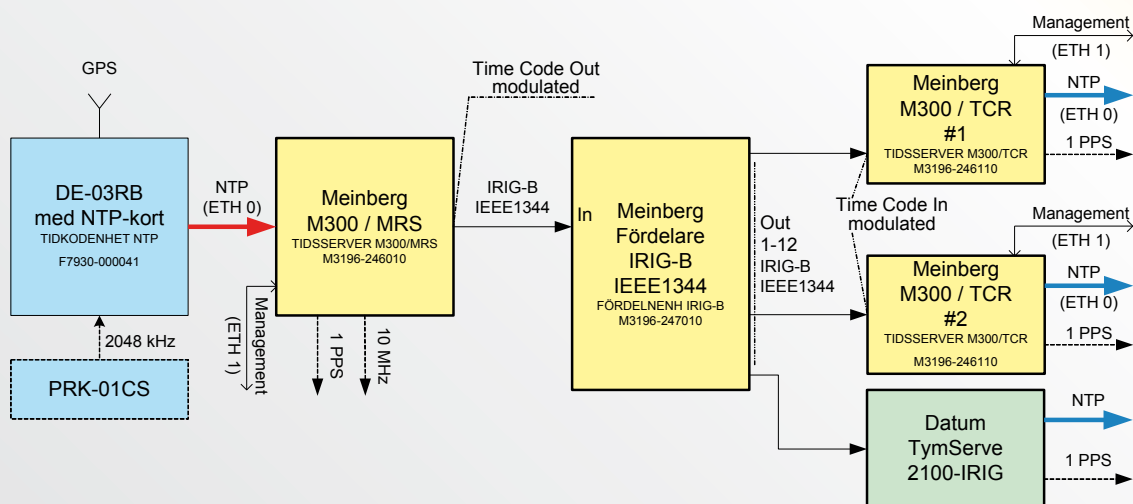 GPS
DE-03RB
med NTP-kort
TIDKODENHET NTP
F7930-000041
2048 kHz
PRK-01CS
NTP
(ETH 0)
Meinberg
M300 / MRS
TIDSSERVER M300/MRS
M3196-246010
Management
(ETH 1)
1 PPS
10 MHz
Time Code Out
modulated
IRIG-B
IEEE1344
In
Meinberg
Fördelare
IRIG-B
IEEE1344
FÖRDELNENH IRIG-B
M3196-247010
Out
1-12
IRIG-B
IEEE1344
Time Code In
modulated
Management
(ETH 1)
Meinberg
M300 / TCR
#1
TIDSSERVER M300/TCR
M3196-246110
NTP
(ETH 0)
1 PPS
Management
(ETH 1)
Meinberg
M300 / TCR
#2
TIDSSERVER M300/TCR
M3196-246110
NTP
(ETH 0)
1 PPS
Datum
TymServe
2100-IRIG
NTP
1 PPS